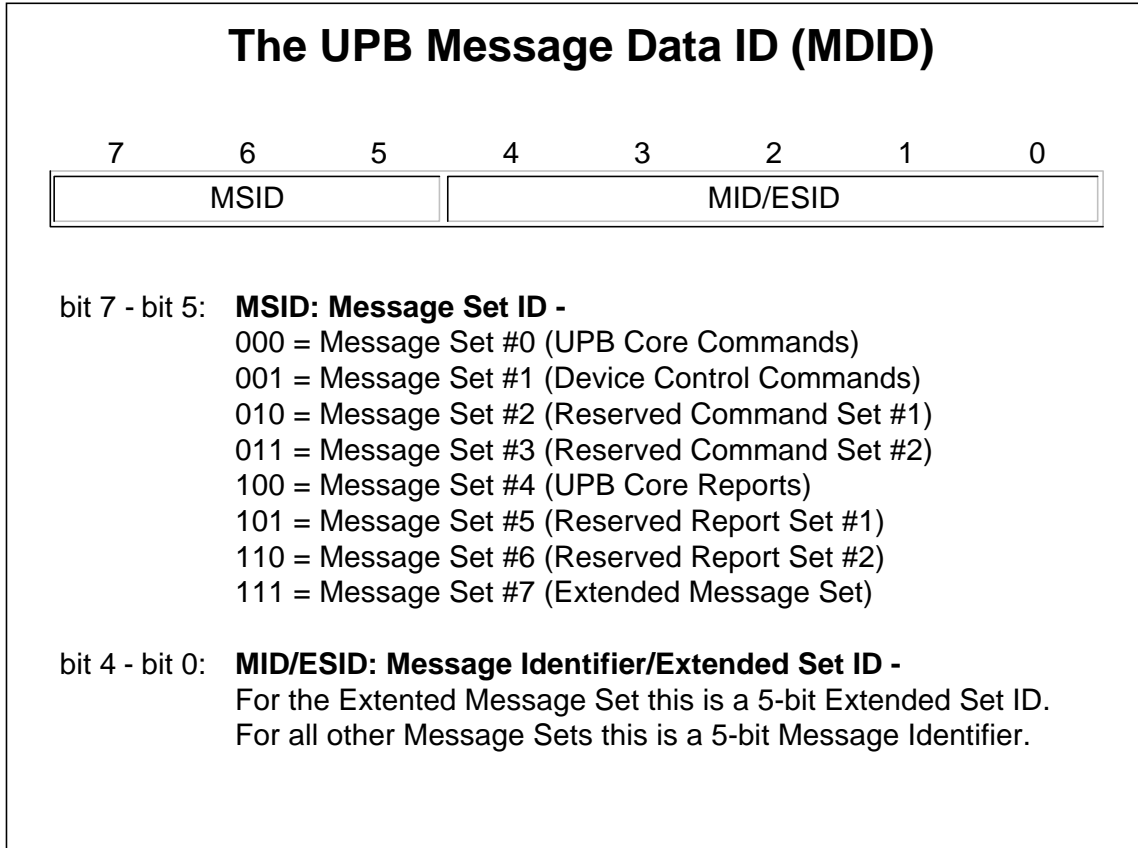 The UPB Message Data ID (MDID)
7 6 5 4 3 2 1 0
MSID MID/ESID
bit 7 - bit 5: MSID: Message Set ID -
000 = Message Set #0 (UPB Core Commands)
001 = Message Set #1 (Device Control Commands)
010 = Message Set #2 (Reserved Command Set #1)
011 = Message Set #3 (Reserved Command Set #2)
100 = Message Set #4 (UPB Core Reports)
101 = Message Set #5 (Reserved Report Set #1)
110 = Message Set #6 (Reserved Report Set #2)
111 = Message Set #7 (Extended Message Set)
bit 4 - bit 0: MID/ESID: Message Identifier/Extended Set ID -
For the Extented Message Set this is a 5-bit Extended Set ID.
For all other Message Sets this is a 5-bit Message Identifier.